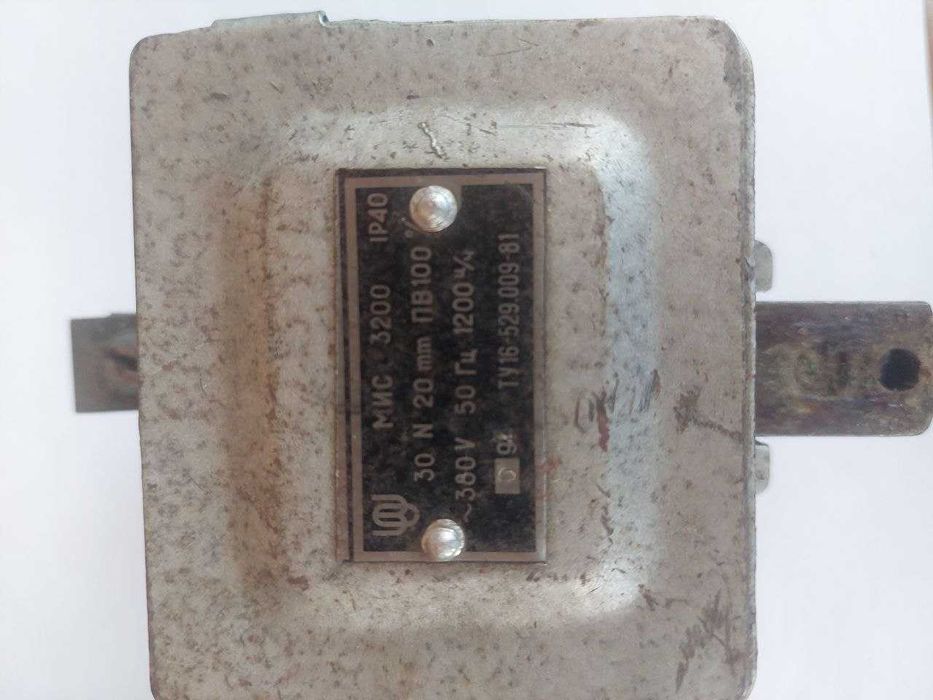 МИС 3200 IP40
30 N 20 mm ПВ100 %
~380 V 50 Гц 1200 ч/ч
ТУ16-529.009-81